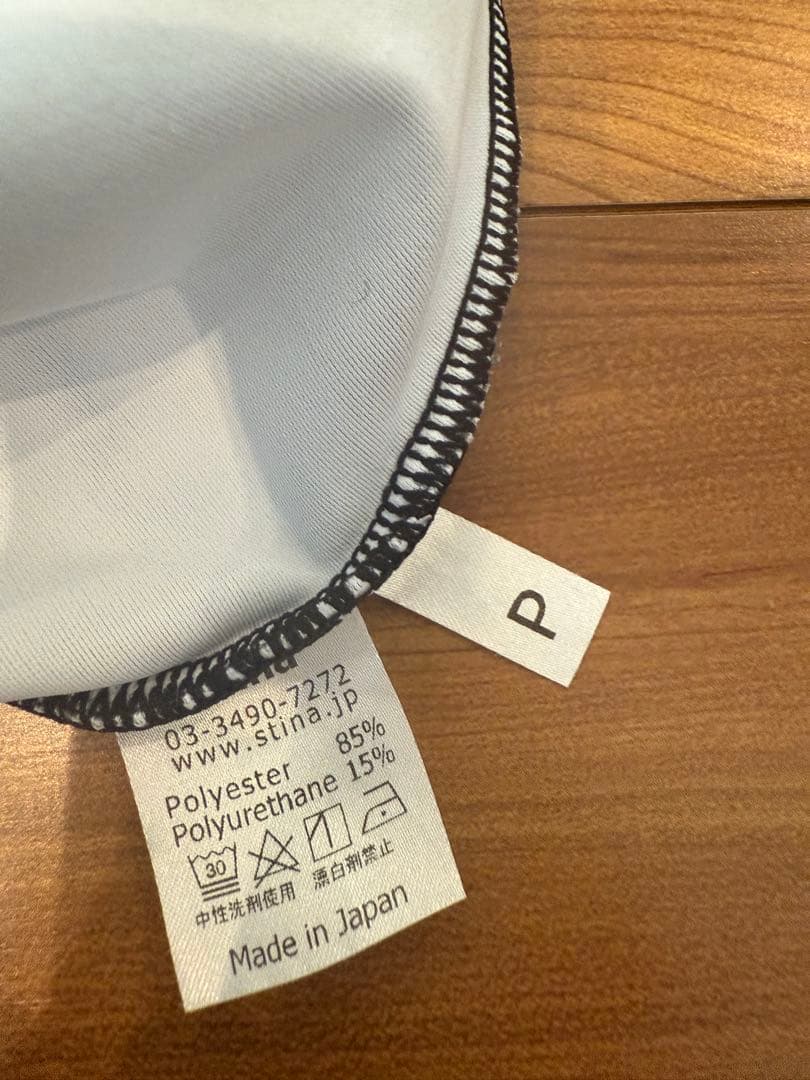 03-3490-7272
www.stina.jp
Polyester 85%
Polyurethane 15%
30
中性洗剤使用 漂白剤禁止
Made in Japan
P